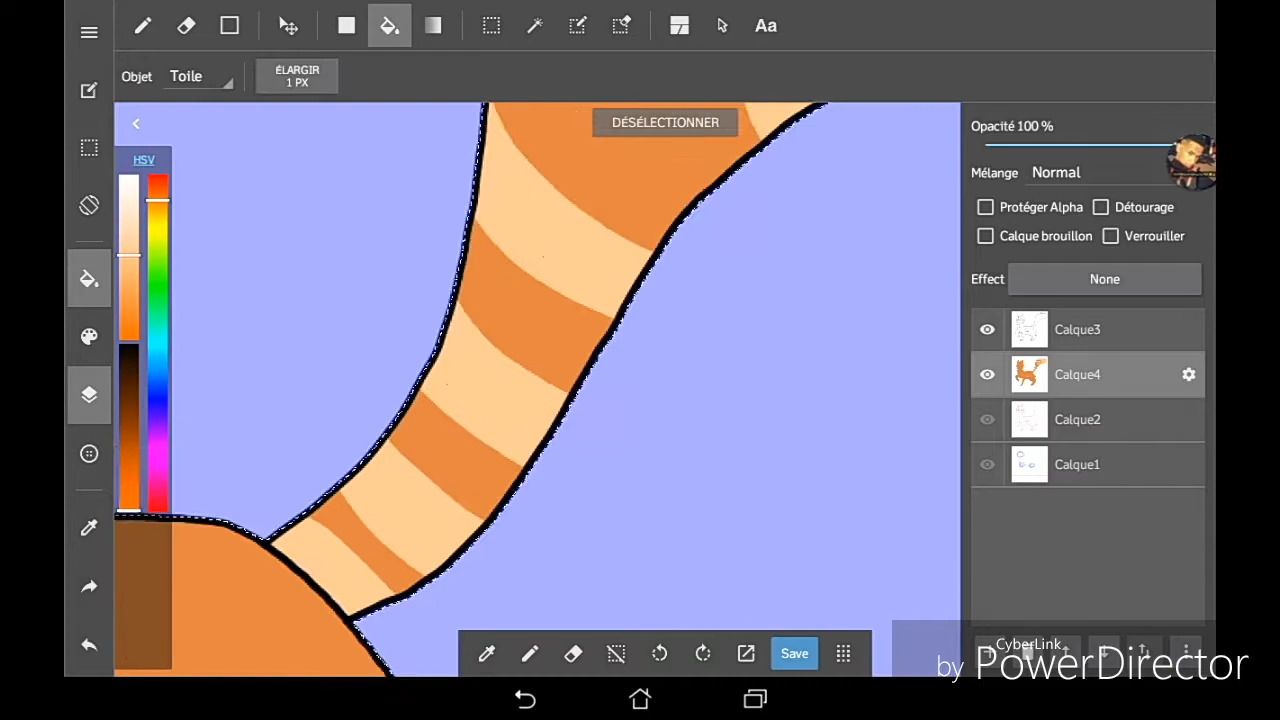 Aa
Objet Toile
ÉLARGIR
1 PX
DÉSÉLECTIONNER
HSV
Opacité 100 %
Mélange Normal
Protéger Alpha Détourage
Calque brouillon Verrouiller
Effect None
Calque3
Calque4
Calque2
Calque1
Save
CyberLink
by PowerDirector